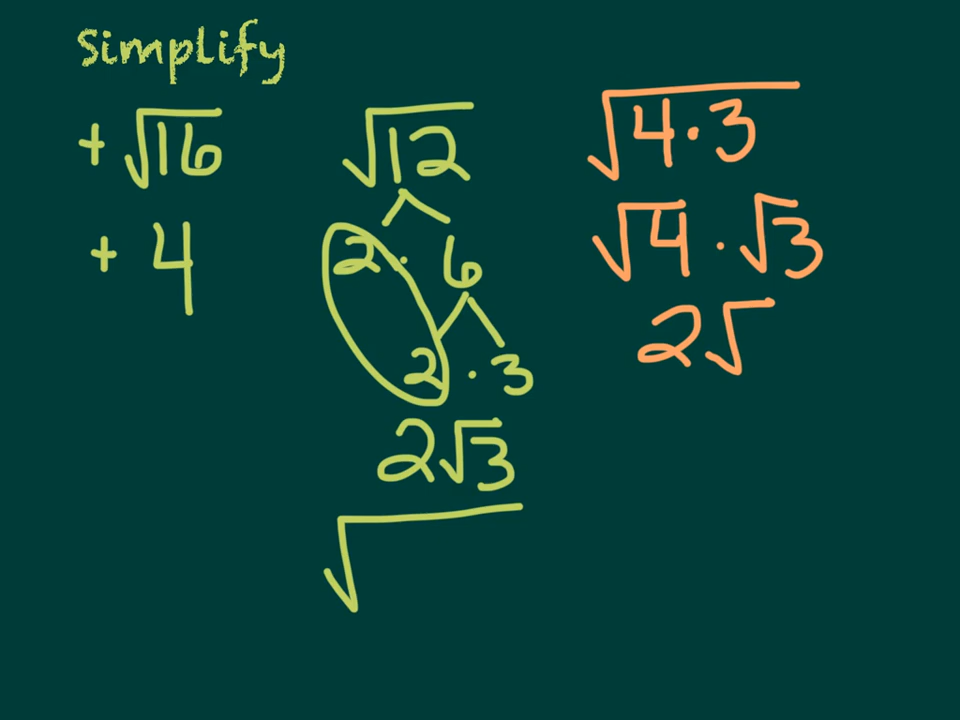 Simplify
+ √16
+ 4
√12
2 · 6
2 · 3
2√3
√
√4·3
√4 · √3
2√